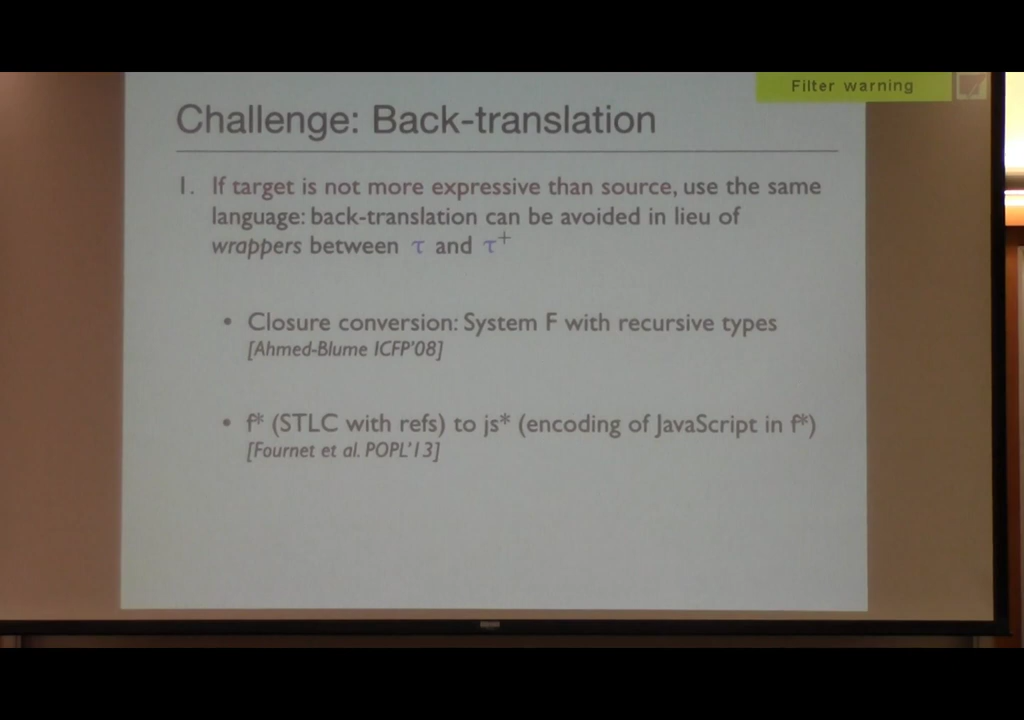 Filter warning
Challenge: Back-translation
1. If target is not more expressive than source, use the same
language: back-translation can be avoided in lieu of
wrappers between τ and τ⁺
• Closure conversion: System F with recursive types
[Ahmed-Blume ICFP'08]
• f* (STLC with refs) to js* (encoding of JavaScript in f*)
[Fournet et al. POPL'13]